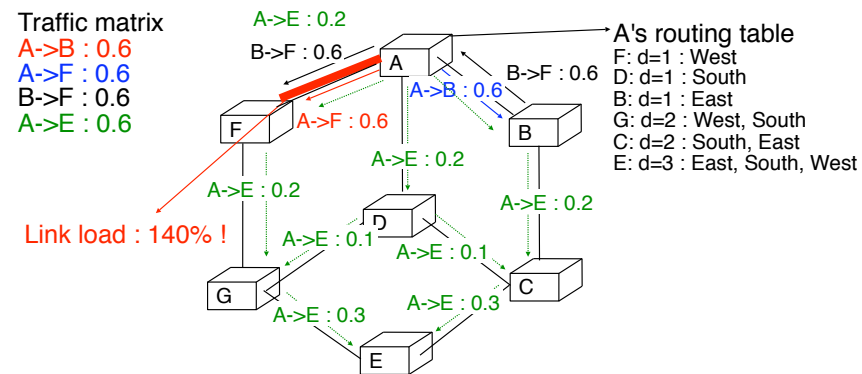 Traffic matrix
A->B : 0.6
A->F : 0.6
B->F : 0.6
A->E : 0.6
A->E : 0.2
B->F : 0.6
A
A->B : 0.6
B->F : 0.6
A's routing table
F: d=1 : West
D: d=1 : South
B: d=1 : East
G: d=2 : West, South
C: d=2 : South, East
E: d=3 : East, South, West
F
A->F : 0.6
B
A->E : 0.2
A->E : 0.2
A->E : 0.2
D
Link load : 140% !
A->E : 0.1
A->E : 0.1
G
C
A->E : 0.3
A->E : 0.3
E